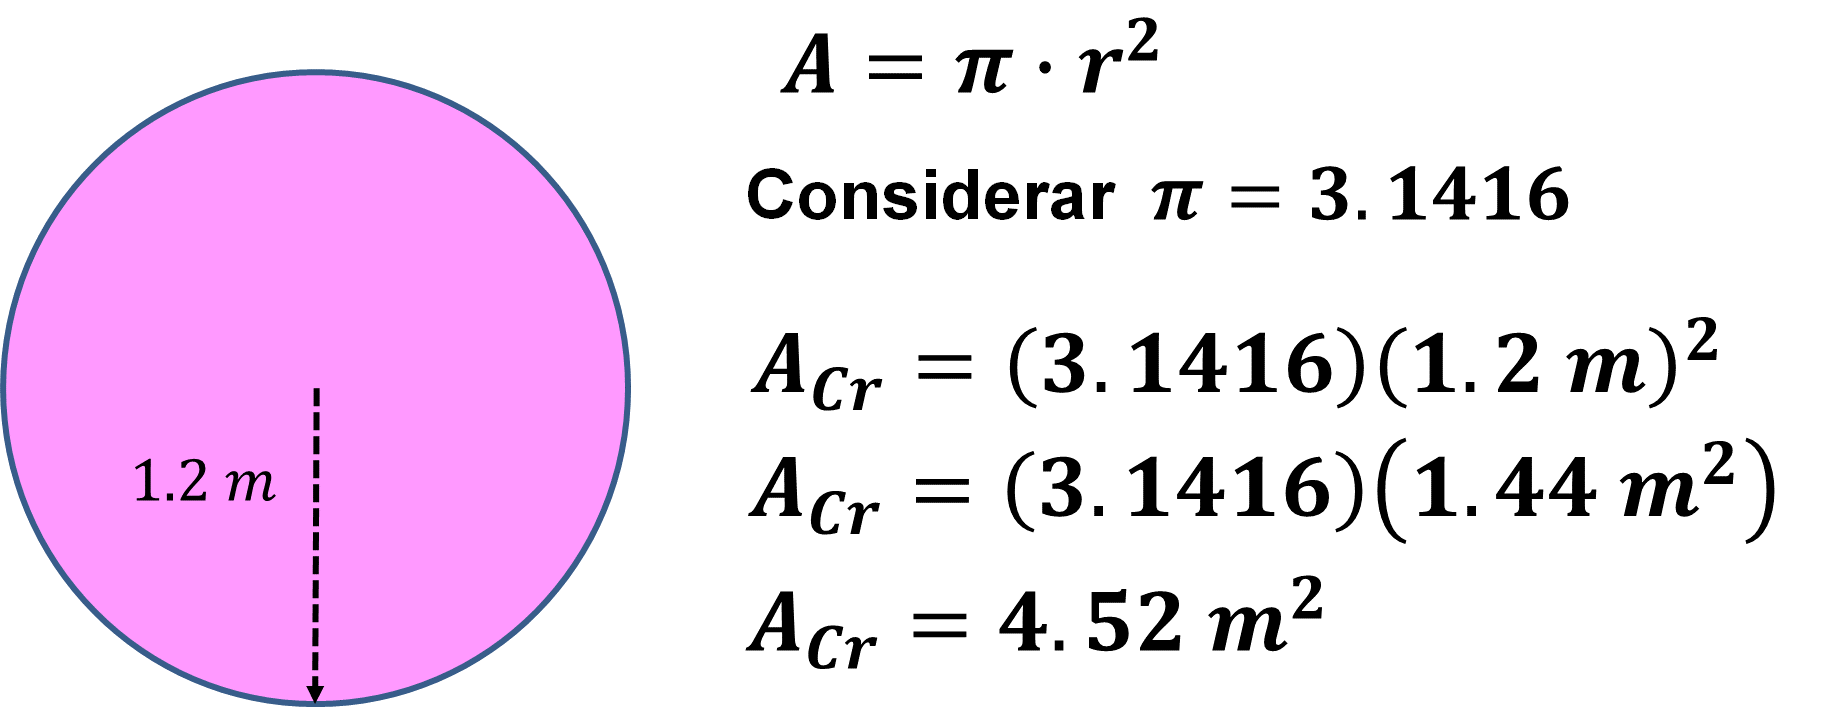 A = π · r²
Considerar π = 3.1416
A_Cr = (3.1416)(1.2 m)²
1.2 m
A_Cr = (3.1416)(1.44 m²)
A_Cr = 4.52 m²